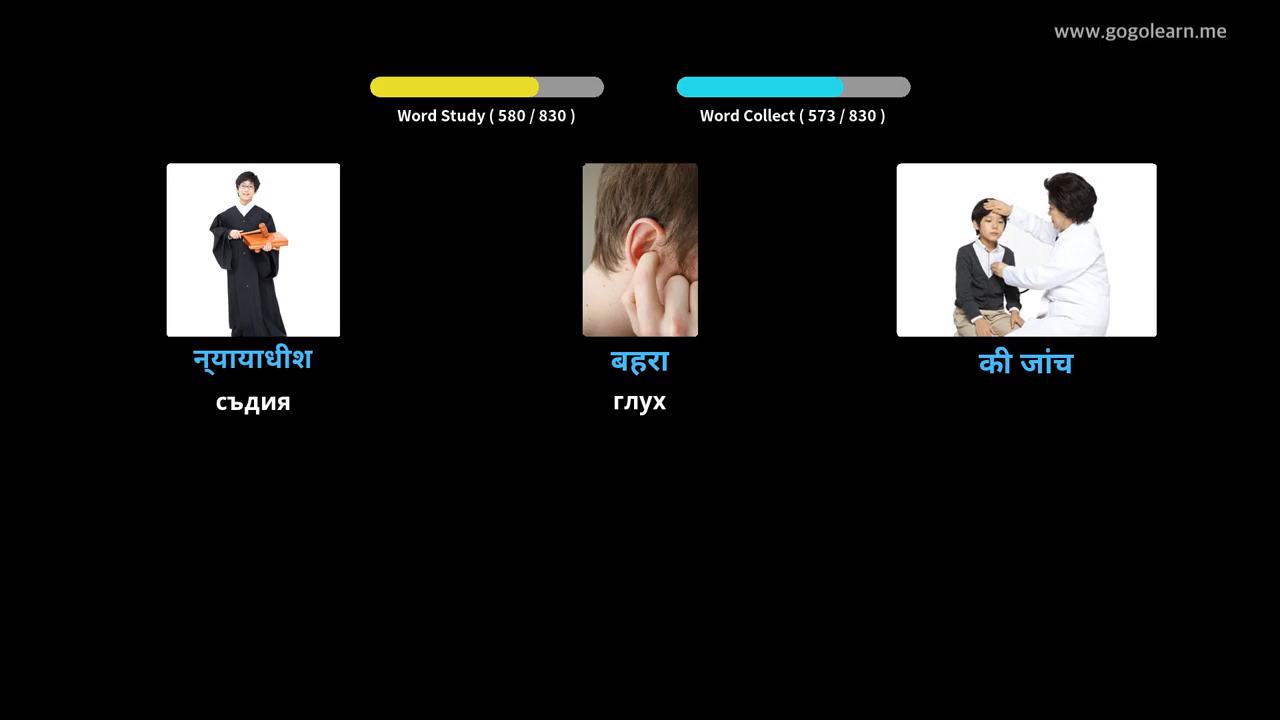 www.gogolearn.me
Word Study ( 580 / 830 )
Word Collect ( 573 / 830 )
न्‌यायाधीश
बहरा
की जांच
съдия
глух